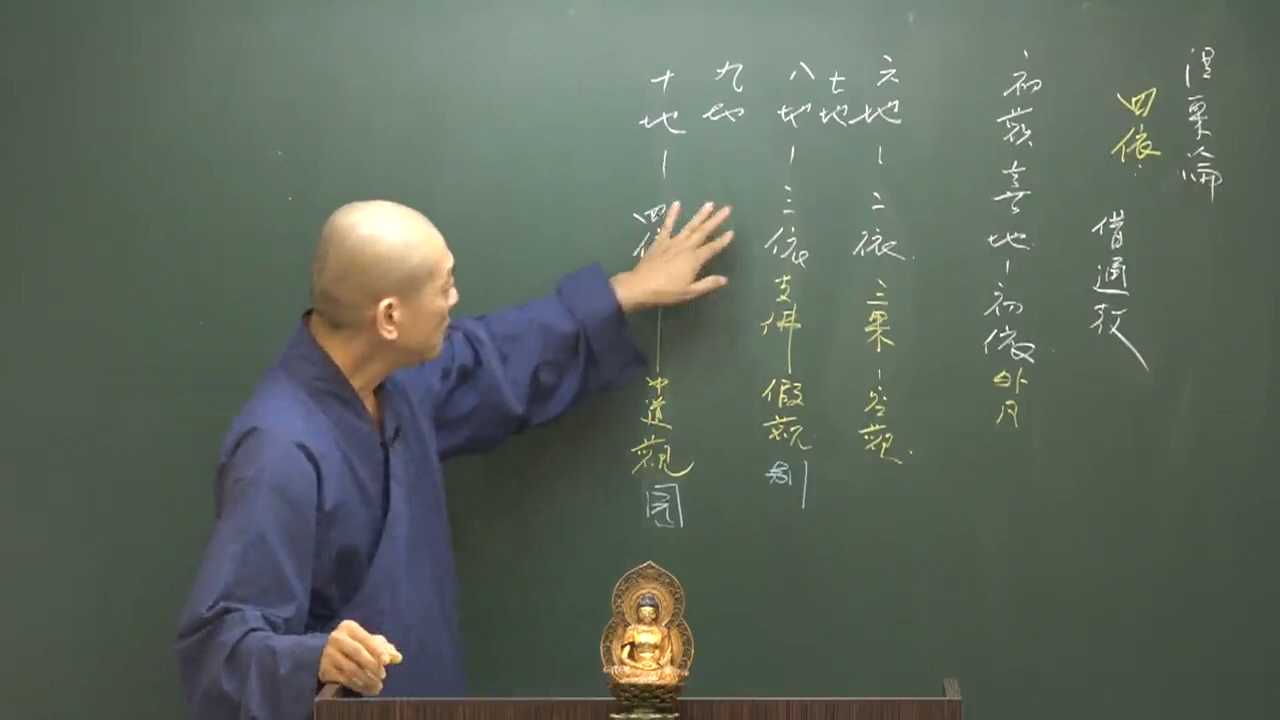 涅槃論
四依
借通教
初歡喜地-初依外凡
六地-二依三果-空觀
七地
八地-三依支佛-假觀別
九地
十地-四依-中道觀圓